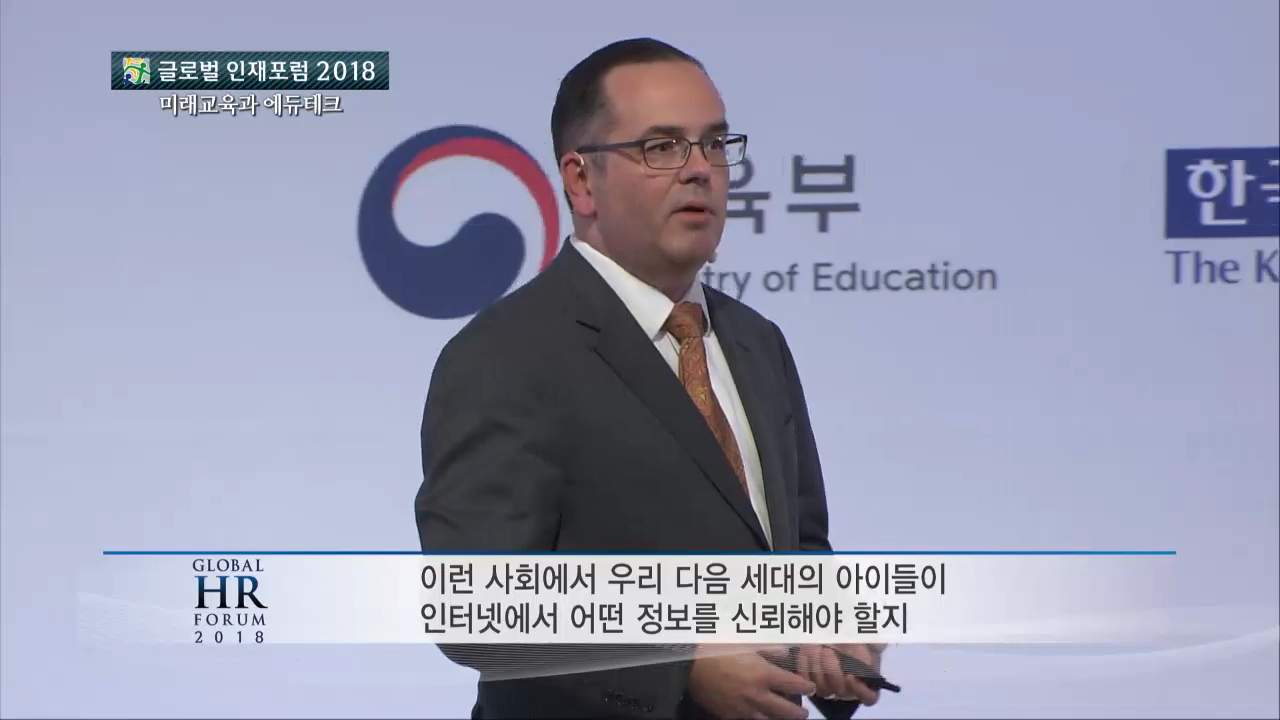 글로벌 인재포럼 2018
미래교육과 에듀테크
육부
try of Education
한국
The K
이런 사회에서 우리 다음 세대의 아이들이
인터넷에서 어떤 정보를 신뢰해야 할지
GLOBAL
HR
FORUM
2018